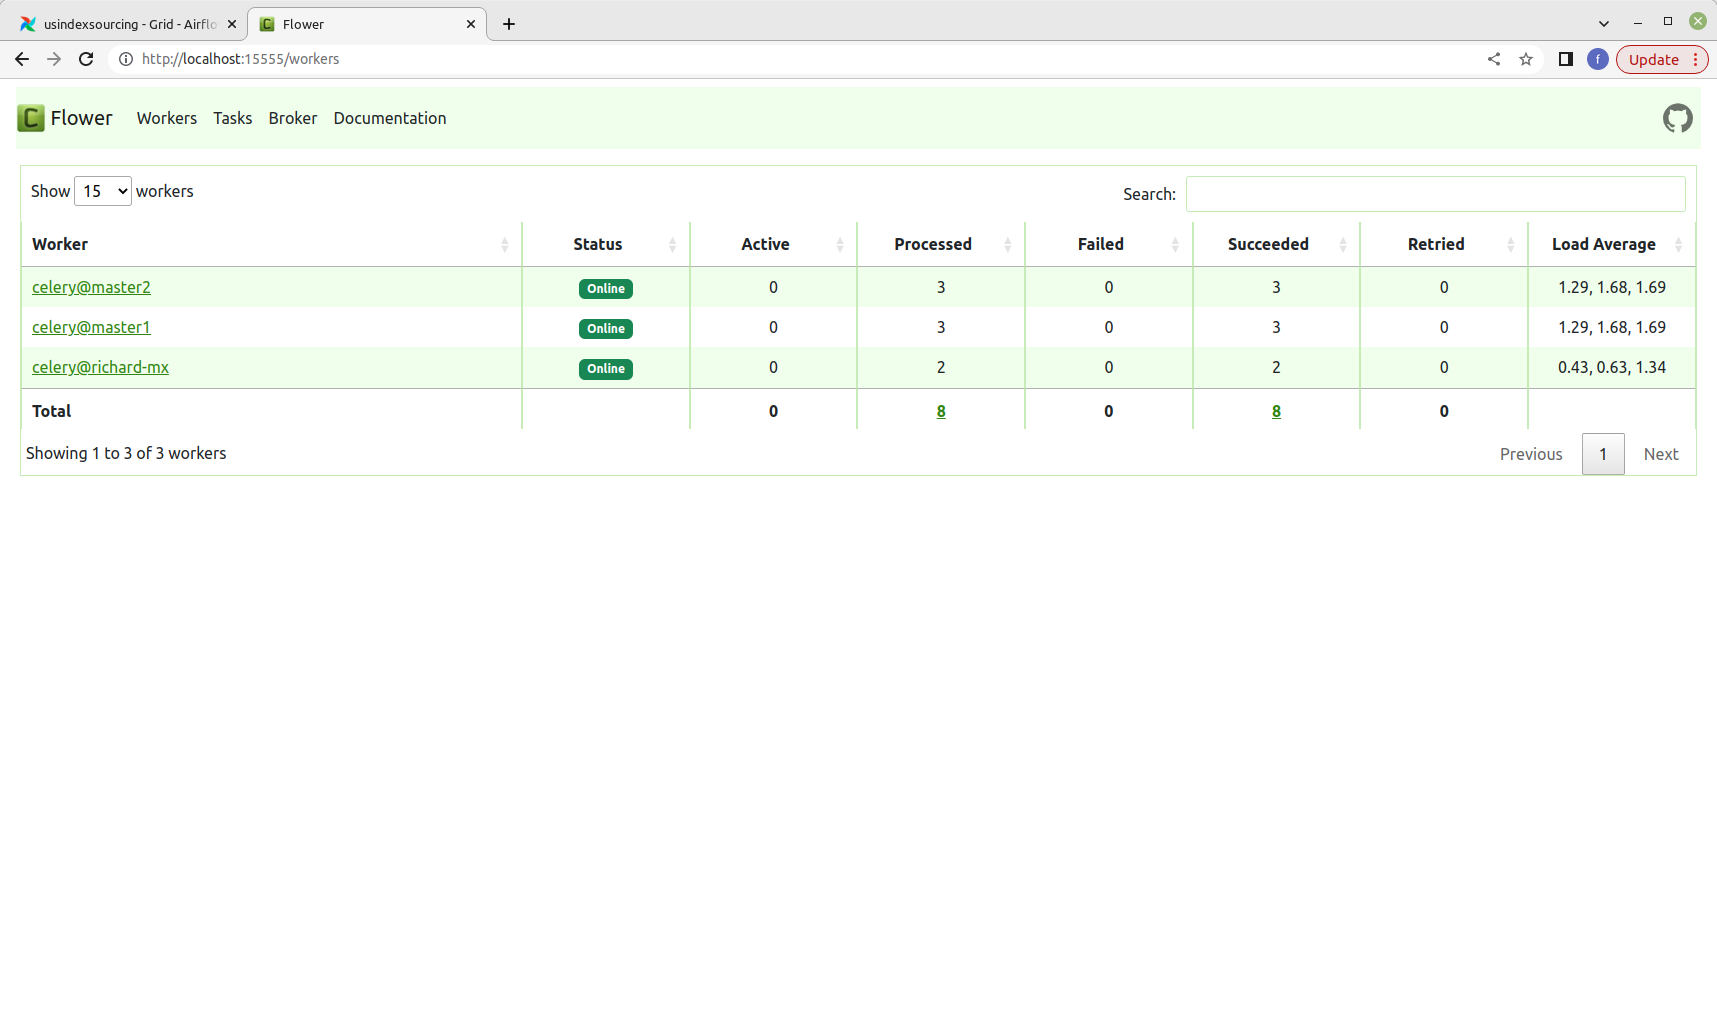 usindexsourcing - Grid - Airflo
Flower
http://localhost:15555/workers
f
Update
C Flower Workers Tasks Broker Documentation
Show 15 workers
Search:
Worker Status Active Processed Failed Succeeded Retried Load Average
celery@master2 Online 0 3 0 3 0 1.29, 1.68, 1.69
celery@master1 Online 0 3 0 3 0 1.29, 1.68, 1.69
celery@richard-mx Online 0 2 0 2 0 0.43, 0.63, 1.34
Total 0 8 0 8 0
Showing 1 to 3 of 3 workers
Previous 1 Next